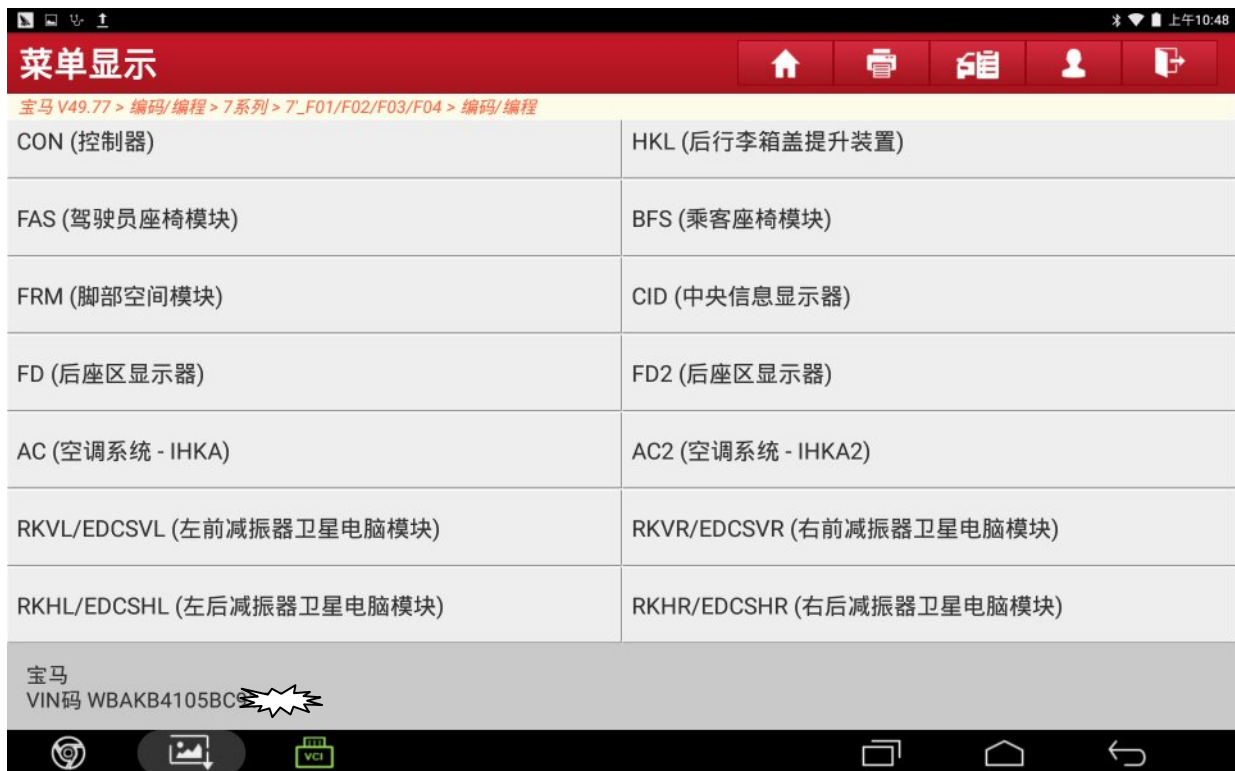 上午10:48
菜单显示
宝马 V49.77 > 编码/编程 > 7系列 > 7'_F01/F02/F03/F04 > 编码/编程
CON (控制器)
HKL (后行李箱盖提升装置)
FAS (驾驶员座椅模块)
BFS (乘客座椅模块)
FRM (脚部空间模块)
CID (中央信息显示器)
FD (后座区显示器)
FD2 (后座区显示器)
AC (空调系统 - IHKA)
AC2 (空调系统 - IHKA2)
RKVL/EDCSVL (左前减振器卫星电脑模块)
RKVR/EDCSVR (右前减振器卫星电脑模块)
RKHL/EDCSHL (左后减振器卫星电脑模块)
RKHR/EDCSHR (右后减振器卫星电脑模块)
宝马
VIN码 WBAKB4105BC9
VCI